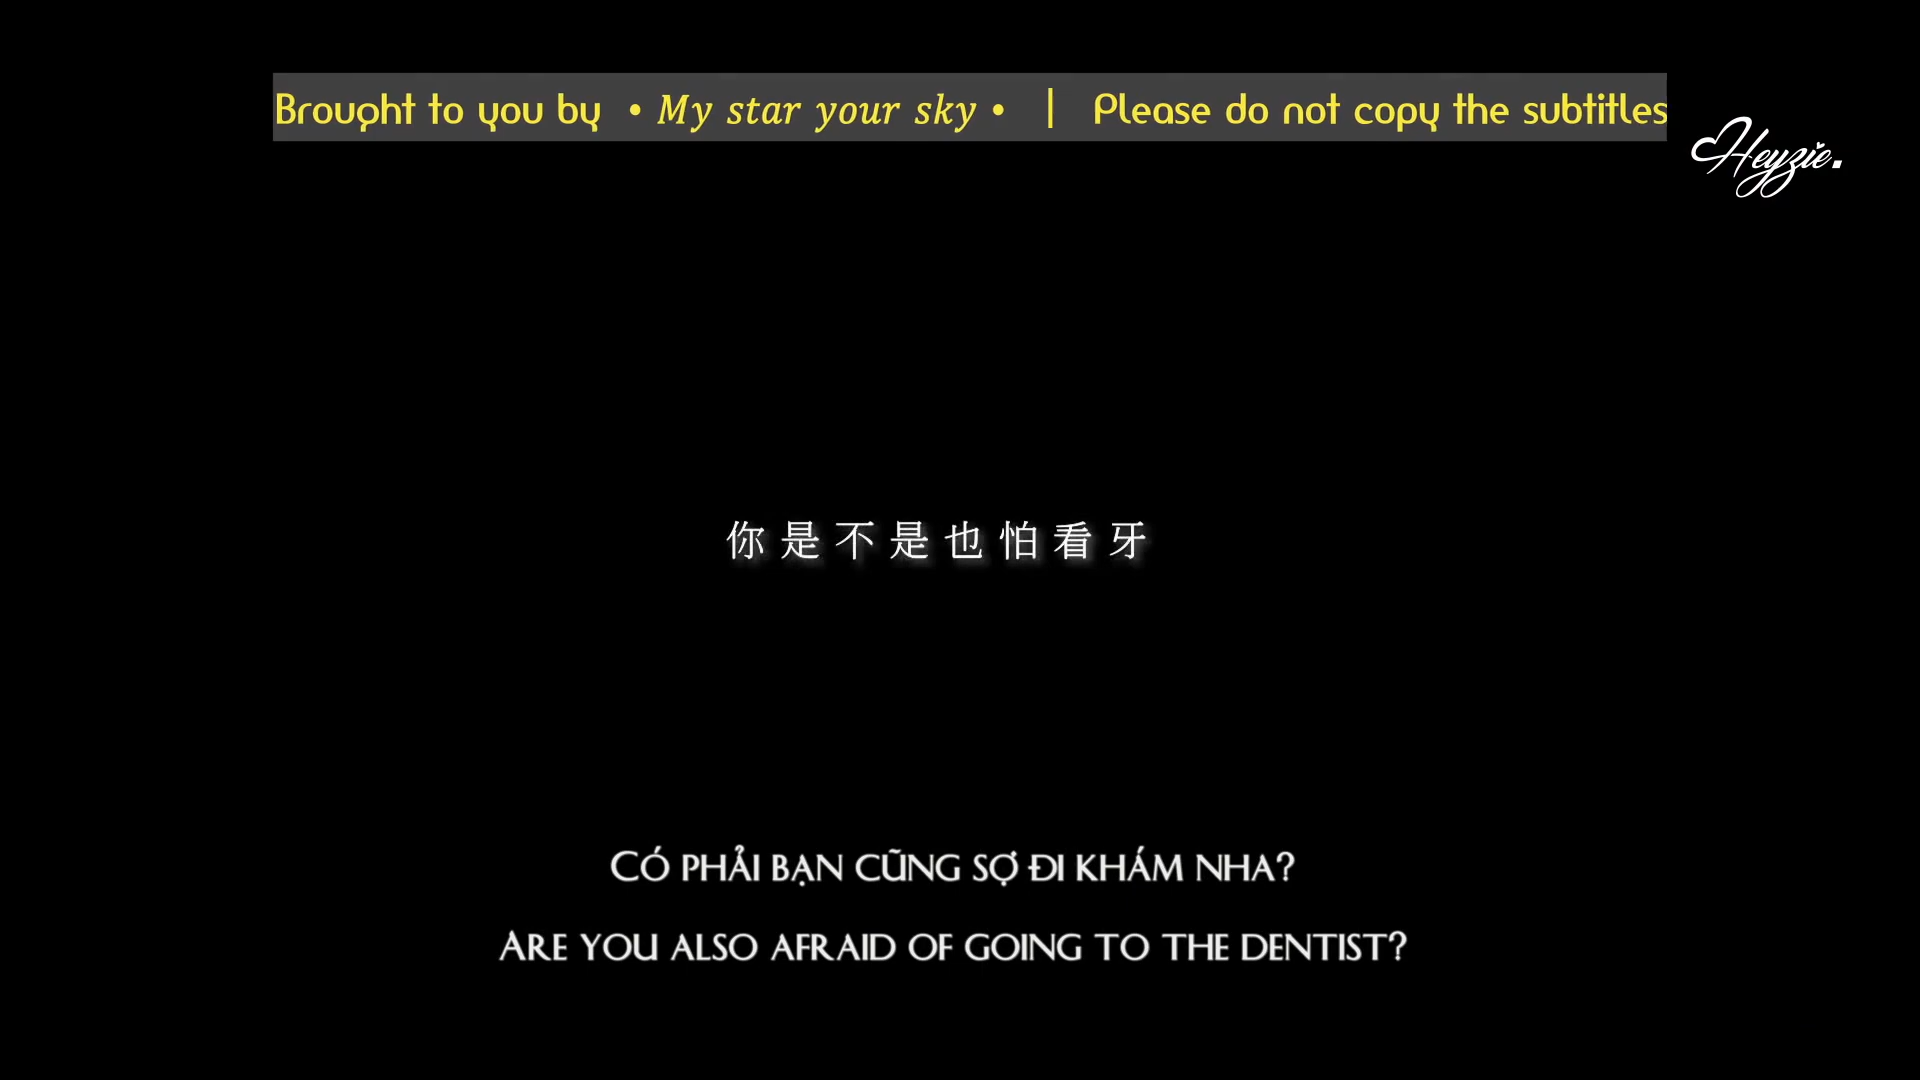 Brought to you by • My star your sky • | Please do not copy the subtitles
Heyzie.
你是不是也怕看牙
CÓ PHẢI BẠN CŨNG SỢ ĐI KHÁM NHA?
ARE YOU ALSO AFRAID OF GOING TO THE DENTIST?